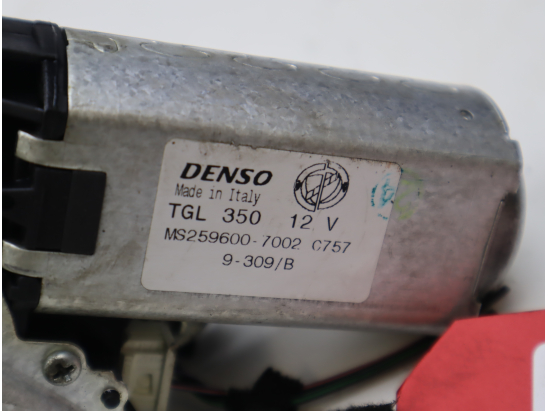 DENSO
Made in Italy
TGL 350 12 V
MS259600-7002 C757
9-309/B